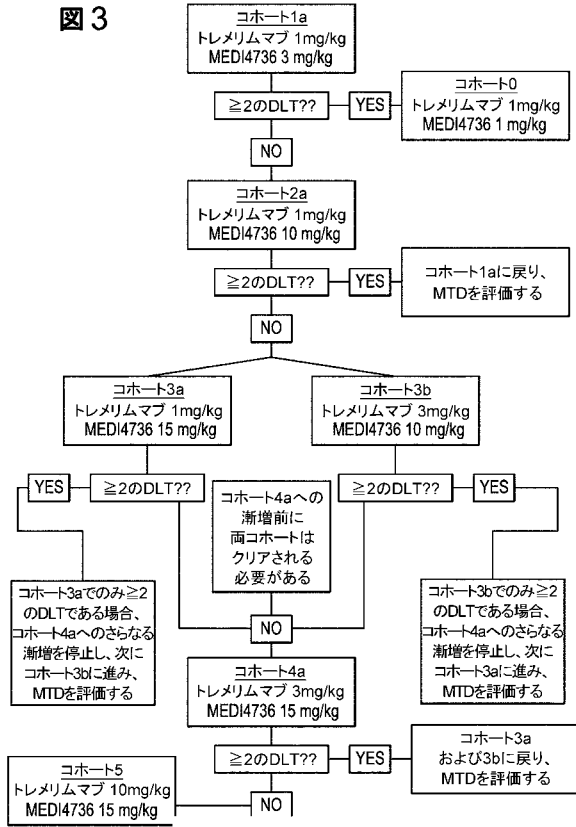 図3
コホート1a
トレメリムマブ 1mg/kg
MEDI4736 3 mg/kg
≧2のDLT??
YES
コホート0
トレメリムマブ 1mg/kg
MEDI4736 1 mg/kg
NO
コホート2a
トレメリムマブ 1mg/kg
MEDI4736 10 mg/kg
≧2のDLT??
YES
コホート1aに戻り、
MTDを評価する
NO
コホート3a
トレメリムマブ 1mg/kg
MEDI4736 15 mg/kg
コホート3b
トレメリムマブ 3mg/kg
MEDI4736 10 mg/kg
YES
≧2のDLT??
コホート4aへの
漸増前に
両コホートは
クリアされる
必要がある
≧2のDLT??
YES
コホート3aでのみ≧2
のDLTである場合、
コホート4aへのさらなる
漸増を停止し、次に
コホート3bに進み、
MTDを評価する
NO
コホート3bでのみ≧2
のDLTである場合、
コホート4aへのさらなる
漸増を停止し、次に
コホート3aに進み、
MTDを評価する
コホート4a
トレメリムマブ 3mg/kg
MEDI4736 15 mg/kg
≧2のDLT??
YES
コホート3a
および3bに戻り、
MTDを評価する
コホート5
トレメリムマブ 10mg/kg
MEDI4736 15 mg/kg
NO